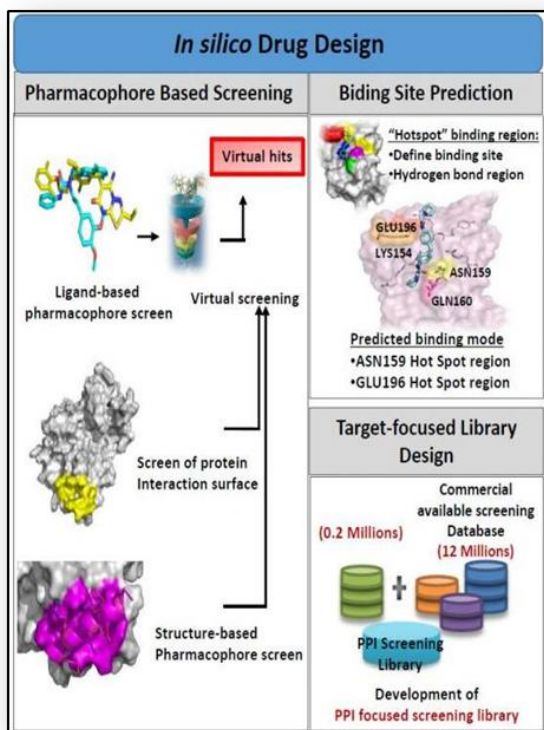 In silico Drug Design
Pharmacophore Based Screening
Virtual hits
Ligand-based
pharmacophore screen
Virtual screening
Screen of protein
Interaction surface
Structure-based
Pharmacophore screen
Biding Site Prediction
“Hotspot” binding region:
•Define binding site
•Hydrogen bond region
GLU196
LYS154
ASN159
GLN160
Predicted binding mode
•ASN159 Hot Spot region
•GLU196 Hot Spot region
Target-focused Library
Design
Commercial
available screening
Database
(0.2 Millions)
(12 Millions)
PPI Screening
Library
Development of
PPI focused screening library